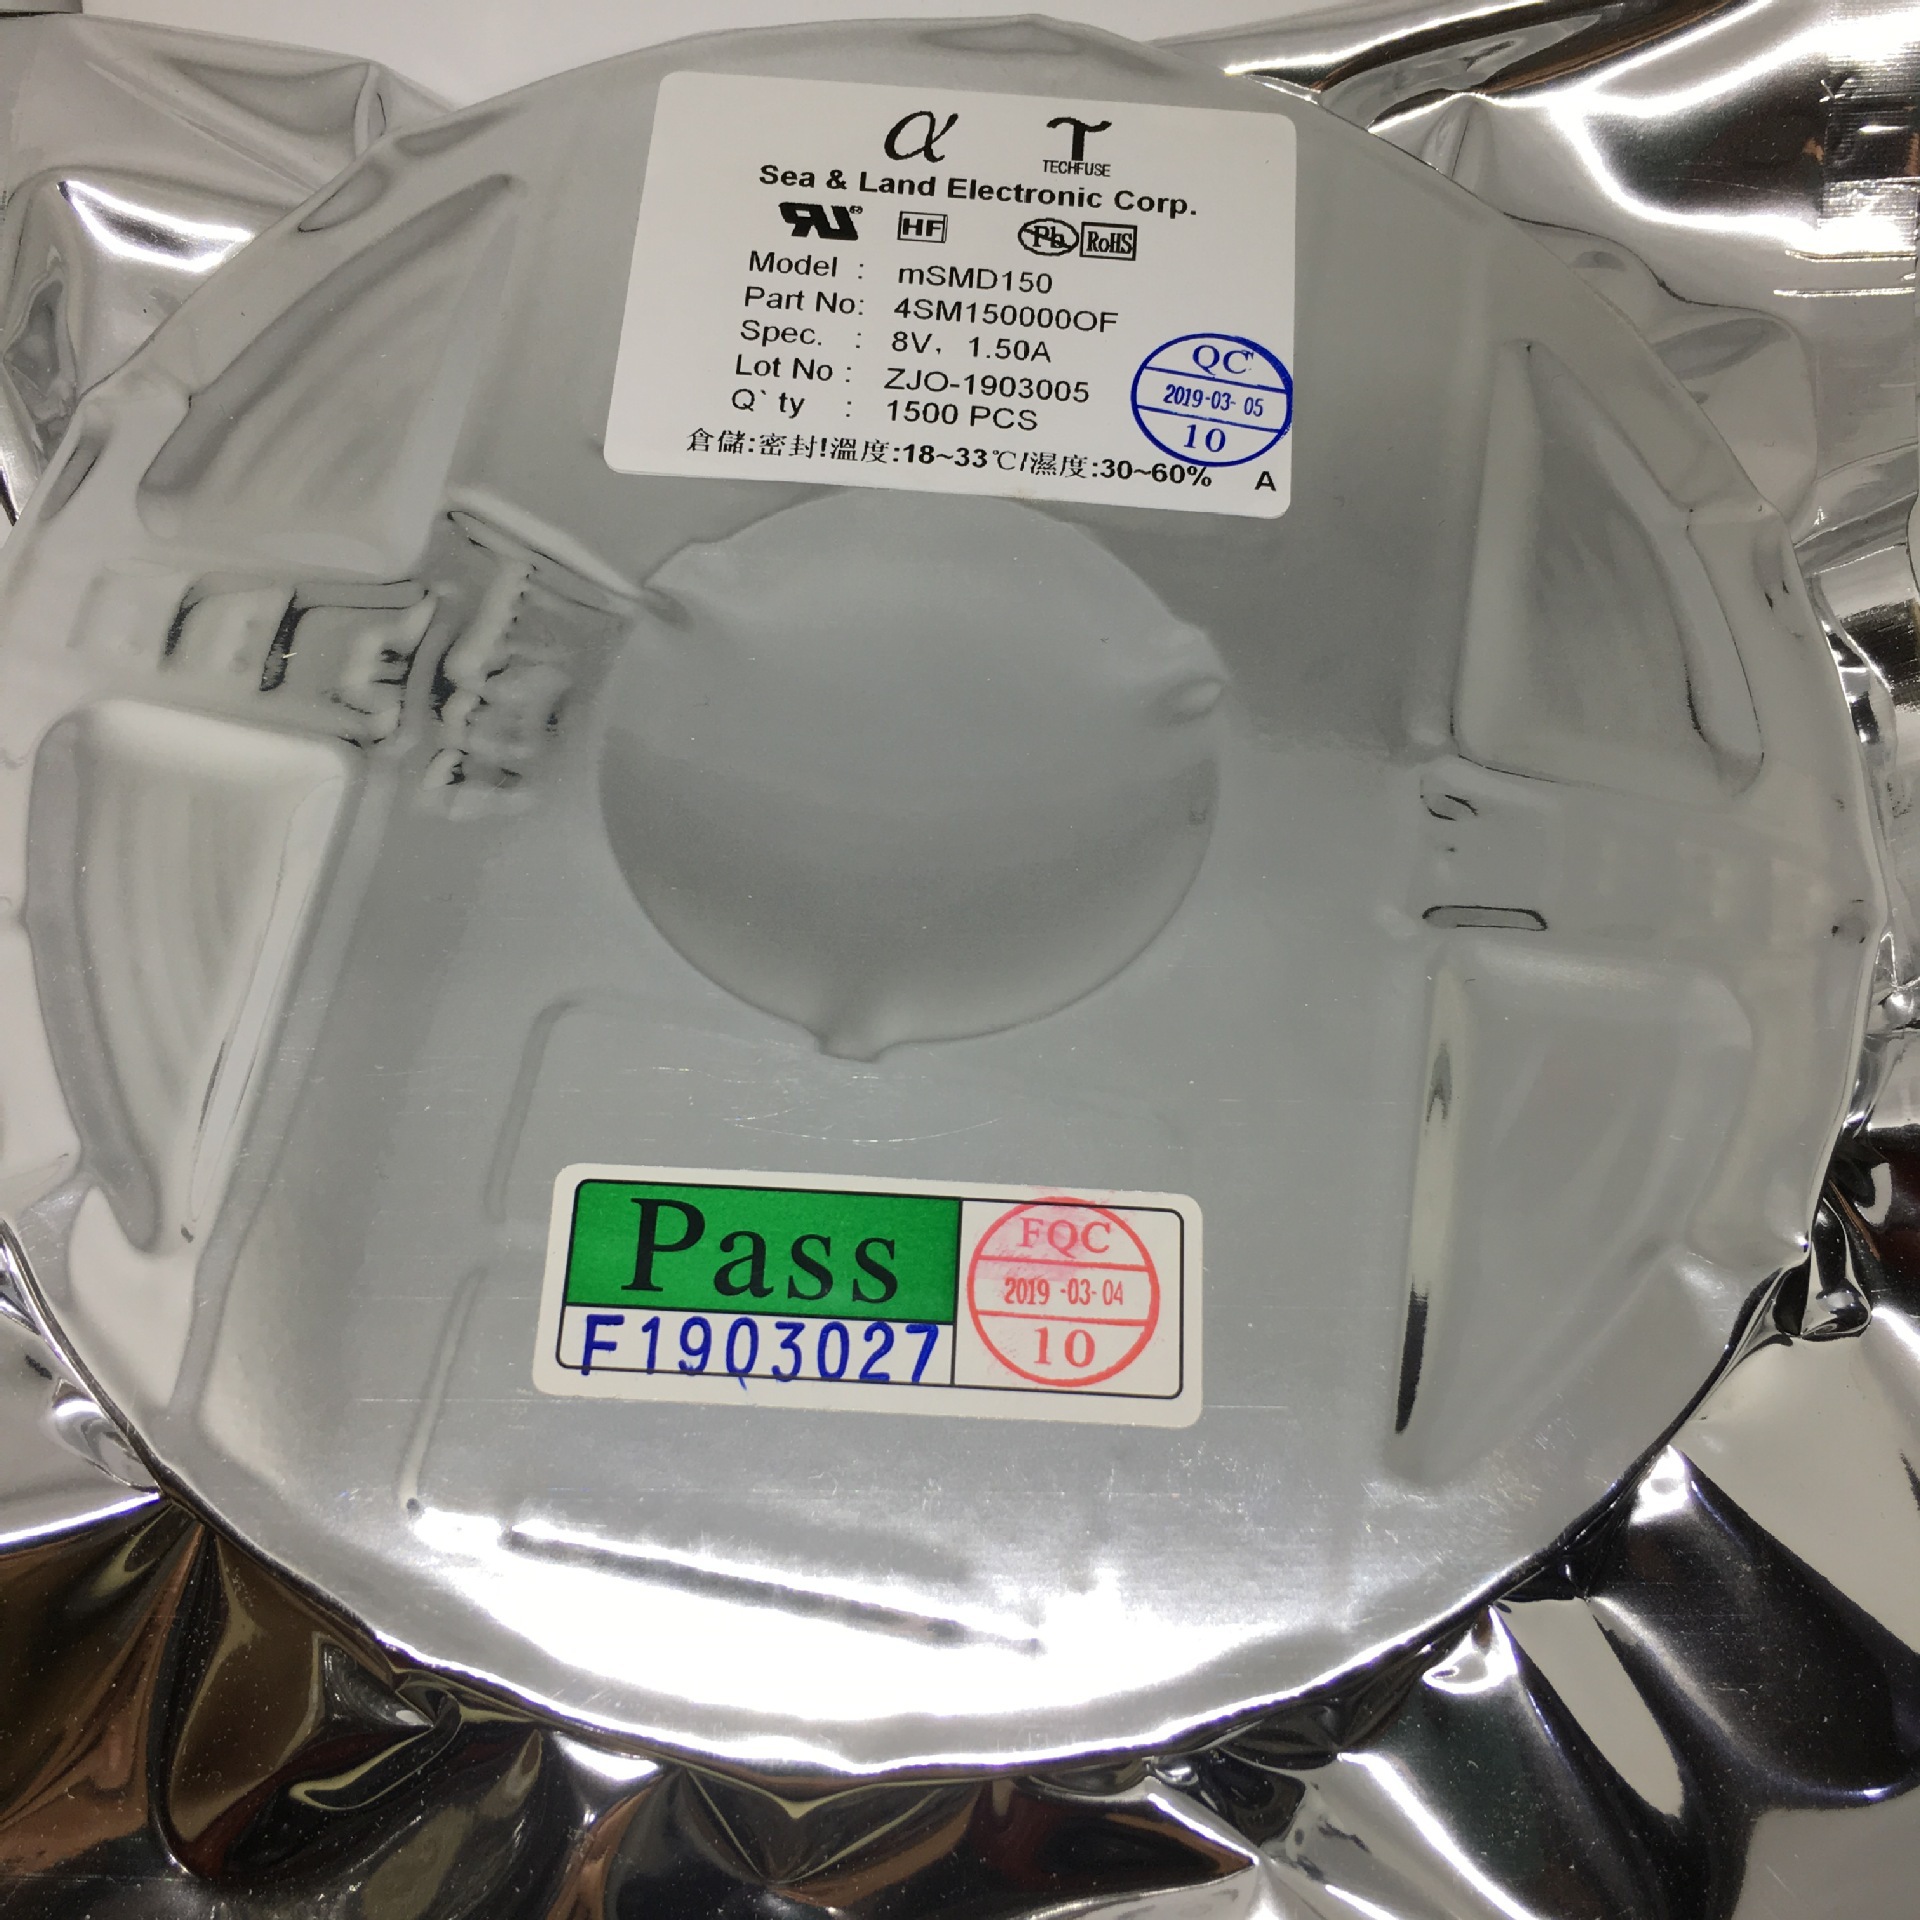 α
T
TECHFUSE
Sea & Land Electronic Corp.
RU® HF Pb RoHS
Model : mSMD150
Part No: 4SM150000OF
Spec. : 8V, 1.50A
Lot No : ZJO-1903005
Q`ty : 1500 PCS
倉儲:密封!溫度:18~33℃/濕度:30~60% A
QC
2019-03-05
10
Pass
F1903027
FQC
2019-03-04
10